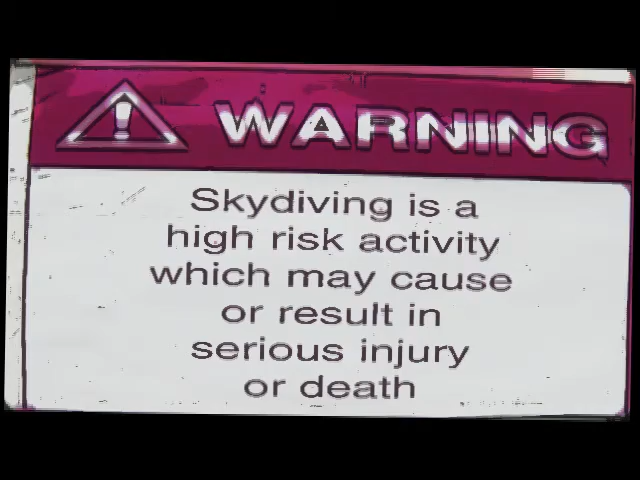 WARNING
Skydiving is a
high risk activity
which may cause
or result in
serious injury
or death